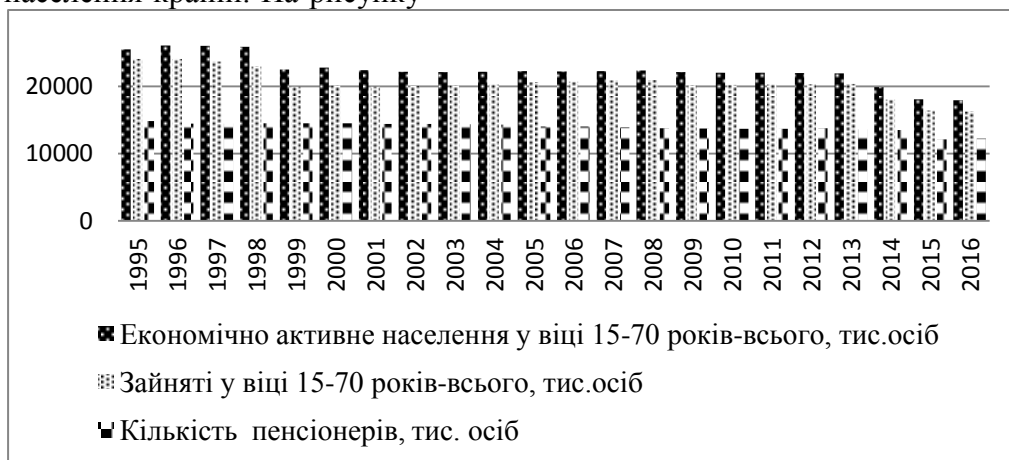 населення країни. На рисунку
20000
10000
0
1995 1996 1997 1998 1999 2000 2001 2002 2003 2004 2005 2006 2007 2008 2009 2010 2011 2012 2013 2014 2015 2016
Економічно активне населення у віці 15-70 років-всього, тис.осіб
Зайняті у віці 15-70 років-всього, тис.осіб
Кількість пенсіонерів, тис. осіб